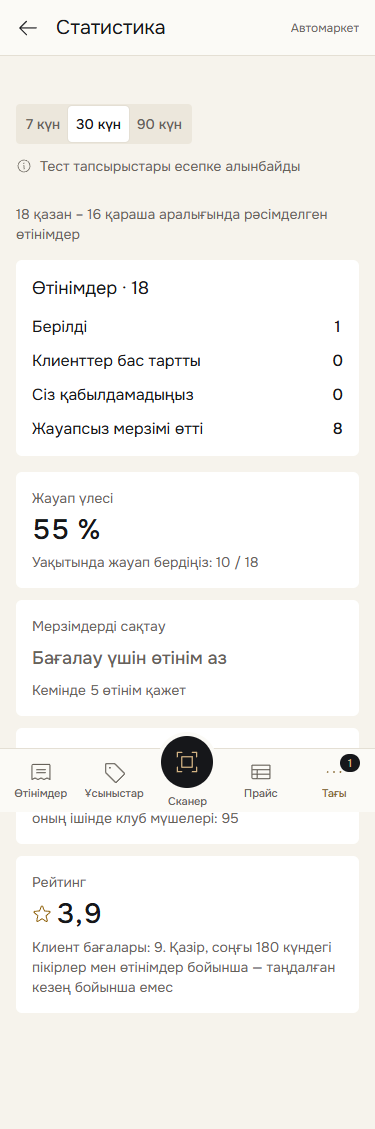 Статистика
Автомаркет
7 күн
30 күн
90 күн
Тест тапсырыстары есепке алынбайды
18 қазан – 16 қараша аралығында рәсімделген
өтінімдер
Өтінімдер · 18
Берілді 1
Клиенттер бас тартты 0
Сіз қабылдамадыңыз 0
Жауапсыз мерзімі өтті 8
Жауап үлесі
55 %
Уақытында жауап бердіңіз: 10 / 18
Мерзімдерді сақтау
Бағалау үшін өтінім аз
Кемінде 5 өтінім қажет
1
Өтінімдер
Ұсыныстар
Сканер
Прайс
Тағы
оның ішінде клуб мүшелері: 95
Рейтинг
3,9
Клиент бағалары: 9. Қазір, соңғы 180 күндегі
пікірлер мен өтінімдер бойынша — таңдалған
кезең бойынша емес